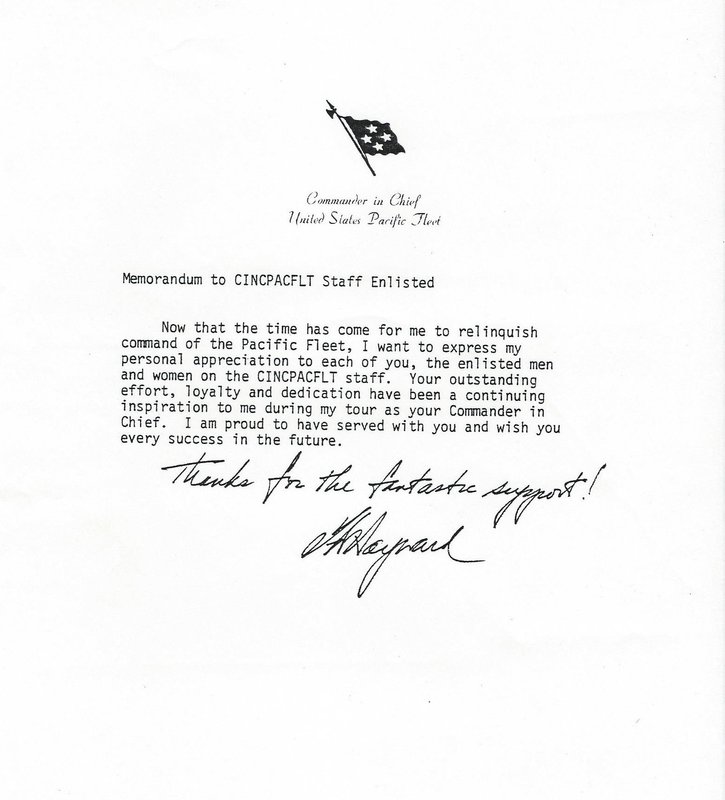 Commander in Chief
United States Pacific Fleet
Memorandum to CINCPACFLT Staff Enlisted
Now that the time has come for me to relinquish
command of the Pacific Fleet, I want to express my
personal appreciation to each of you, the enlisted men
and women on the CINCPACFLT staff.  Your outstanding
effort, loyalty and dedication have been a continuing
inspiration to me during my tour as your Commander in
Chief.  I am proud to have served with you and wish you
every success in the future.
Thanks for the fantastic support!
TBHayward